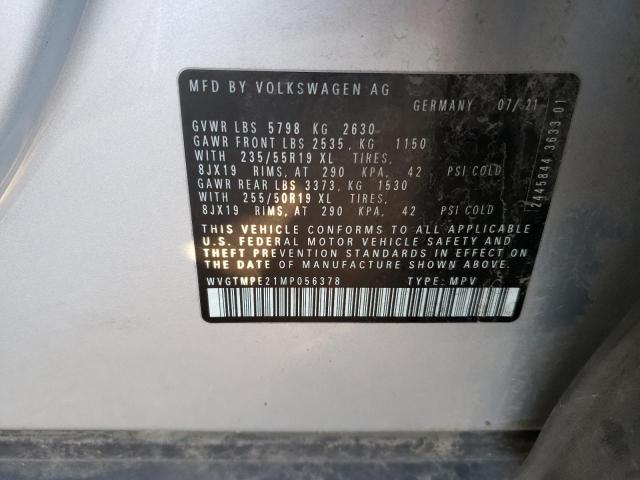 MFD BY VOLKSWAGEN AG
GERMANY 07/21
GVWR LBS 5798 KG 2630
GAWR FRONT LBS 2535, KG 1150
WITH 235/55R19 XL TIRES,
8JX19 RIMS, AT 290 KPA, 42 PSI COLD
GAWR REAR LBS 3373, KG 1530
WITH 255/50R19 XL TIRES,
8JX19 RIMS, AT 290 KPA, 42 PSI COLD
THIS VEHICLE CONFORMS TO ALL APPLICABLE
U.S. FEDERAL MOTOR VEHICLE SAFETY AND
THEFT PREVENTION STANDARDS IN EFFECT ON
THE DATE OF MANUFACTURE SHOWN ABOVE.
WVGTMPE21MP056378 TYPE: MPV
2445844 3633 01